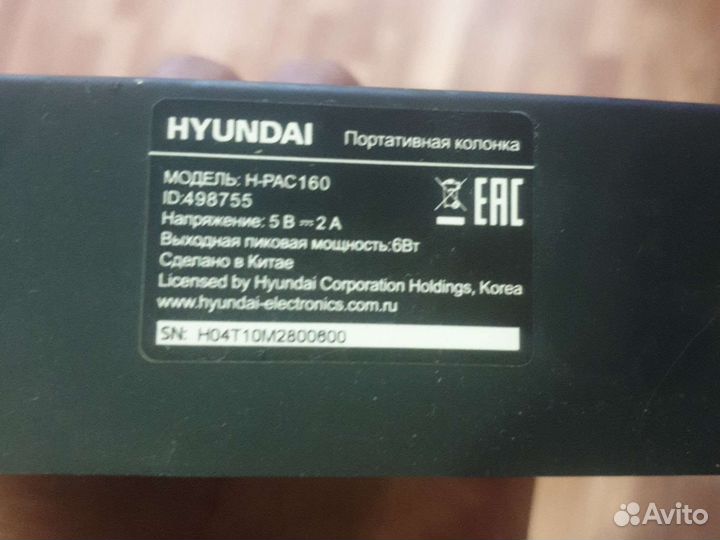 HYUNDAI Портативная колонка
МОДЕЛЬ: H-PAC160
ID:498755
EAC
Напряжение: 5 В ⎓ 2 А
Выходная пиковая мощность:6Вт
Сделано в Китае
Licensed by Hyundai Corporation Holdings, Korea
www.hyundai-electronics.com.ru
SN: H04T10M2800600
Avito